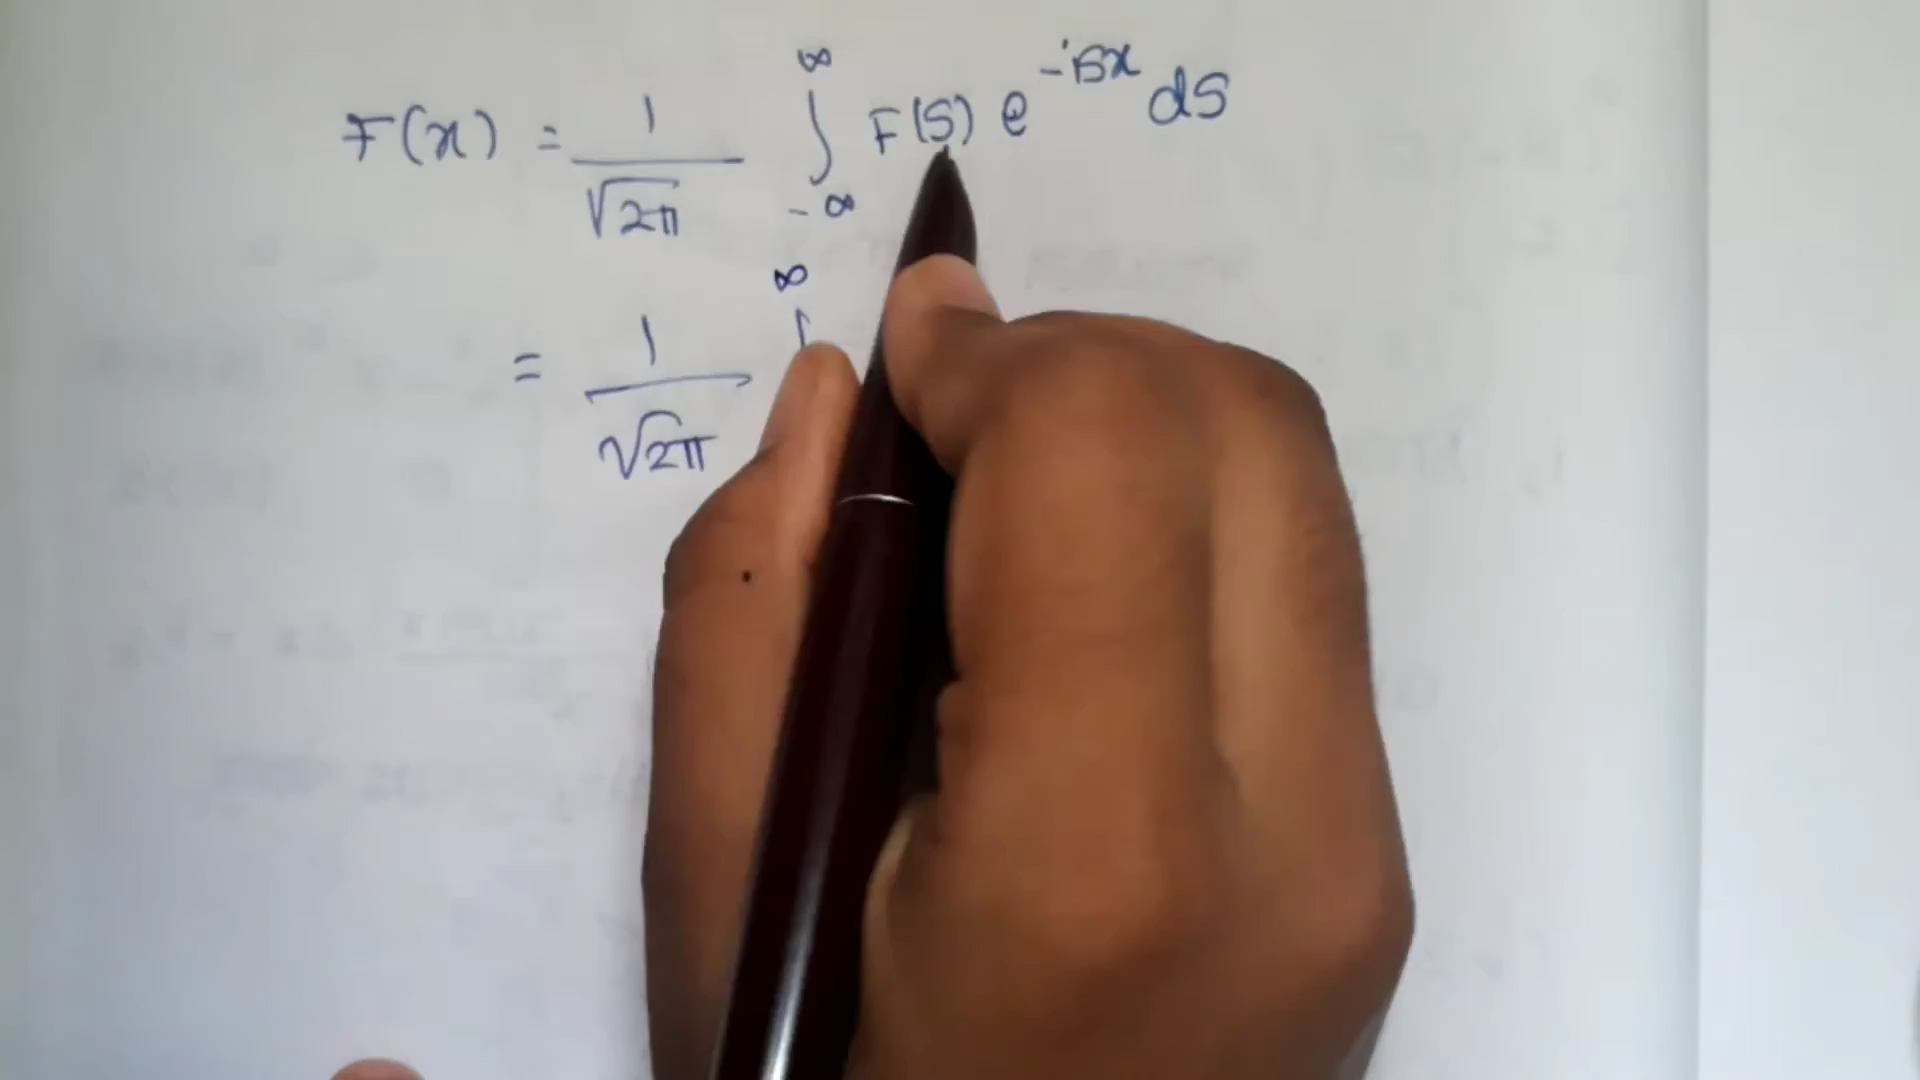 F(x) = 1/√2π ∫_{-∞}^{∞} F(S) e^{-isx} ds
= 1/√2π ∫^{∞}